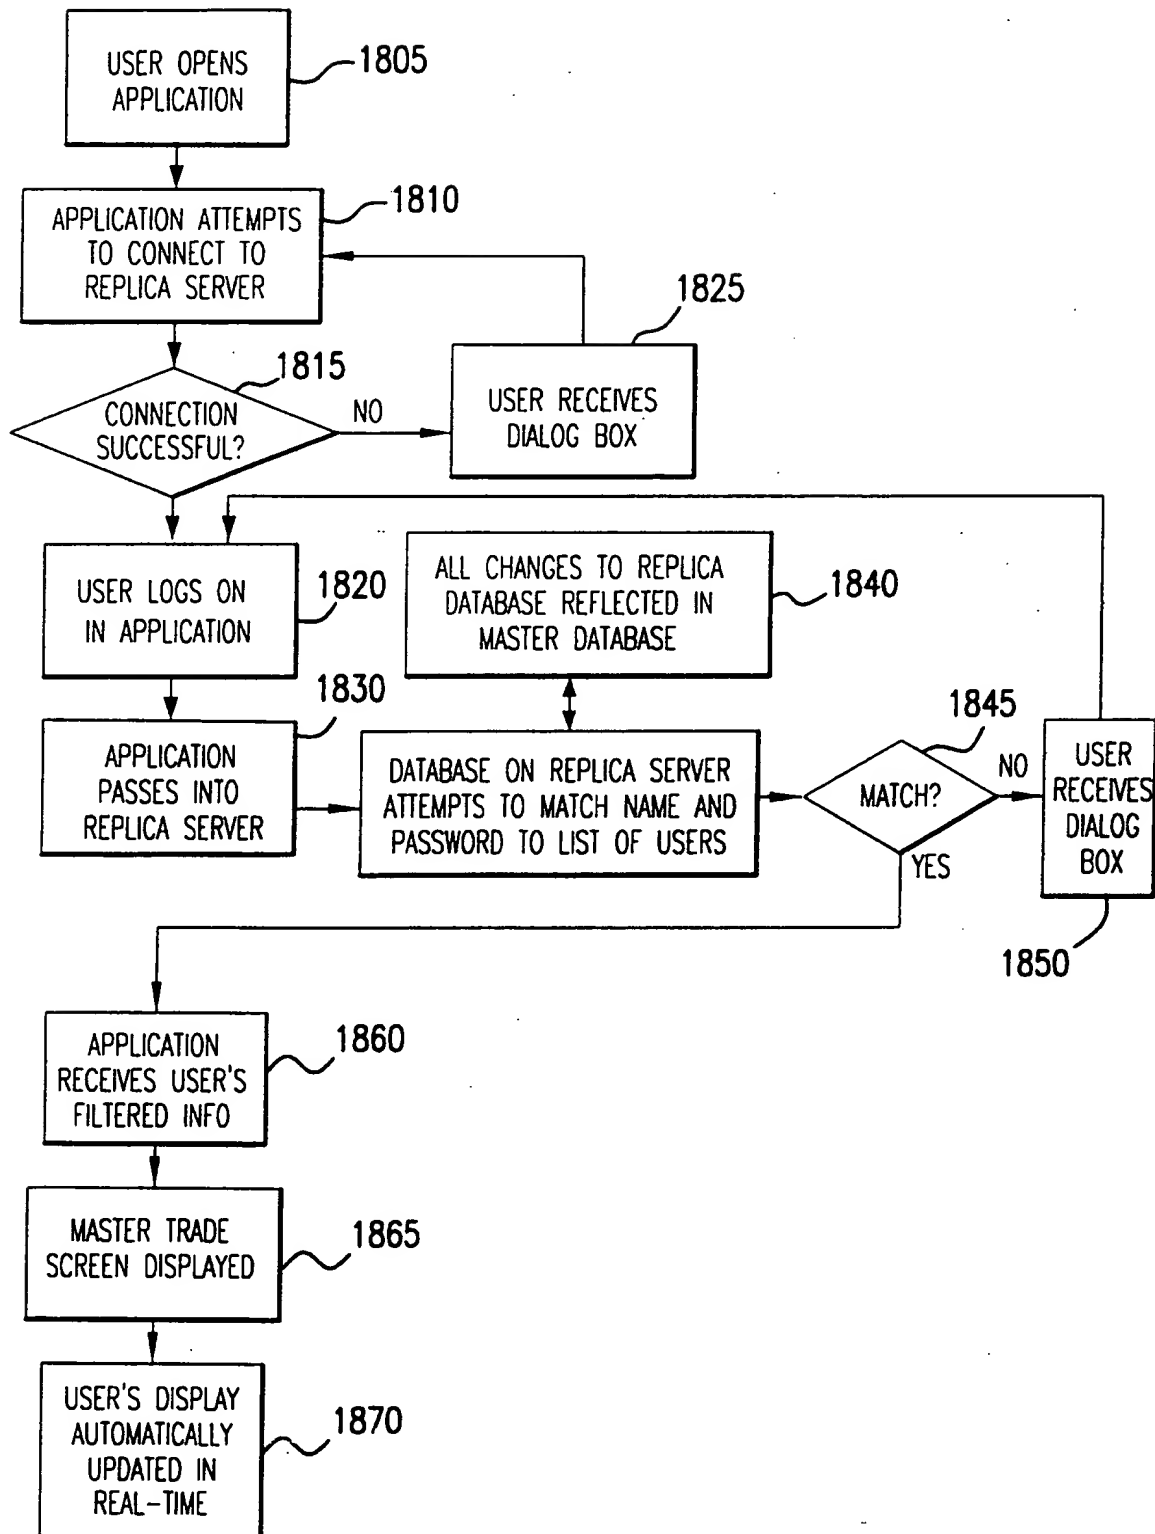 USER OPENS
APPLICATION
1805
APPLICATION ATTEMPTS
TO CONNECT TO
REPLICA SERVER
1810
1825
USER RECEIVES
DIALOG BOX
1815
CONNECTION
SUCCESSFUL?
NO
USER LOGS ON
IN APPLICATION
1820
ALL CHANGES TO REPLICA
DATABASE REFLECTED IN
MASTER DATABASE
1840
1830
APPLICATION
PASSES INTO
REPLICA SERVER
DATABASE ON REPLICA SERVER
ATTEMPTS TO MATCH NAME AND
PASSWORD TO LIST OF USERS
1845
MATCH?
NO
YES
USER
RECEIVES
DIALOG
BOX
1850
APPLICATION
RECEIVES USER'S
FILTERED INFO
1860
MASTER TRADE
SCREEN DISPLAYED
1865
USER'S DISPLAY
AUTOMATICALLY
UPDATED IN
REAL-TIME
1870